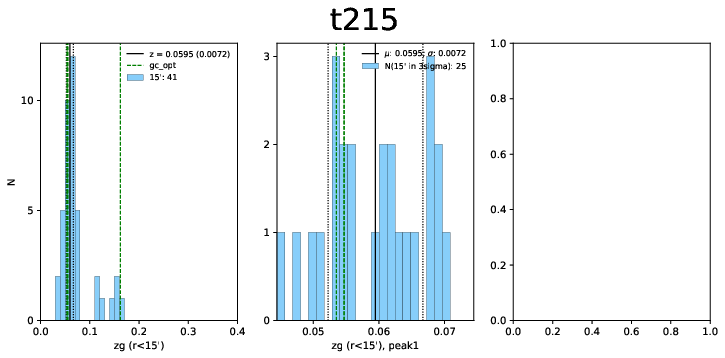 t215
z = 0.0595 (0.0072)
gc_opt
15': 41
N
10
5
0
0.0 0.1 0.2 0.3 0.4
zg (r<15')
μ: 0.0595, σ: 0.0072
N(15' in 3sigma): 25
3
2
1
0
0.05 0.06 0.07
zg (r<15'), peak1
1.0
0.8
0.6
0.4
0.2
0.0
0.0 0.2 0.4 0.6 0.8 1.0